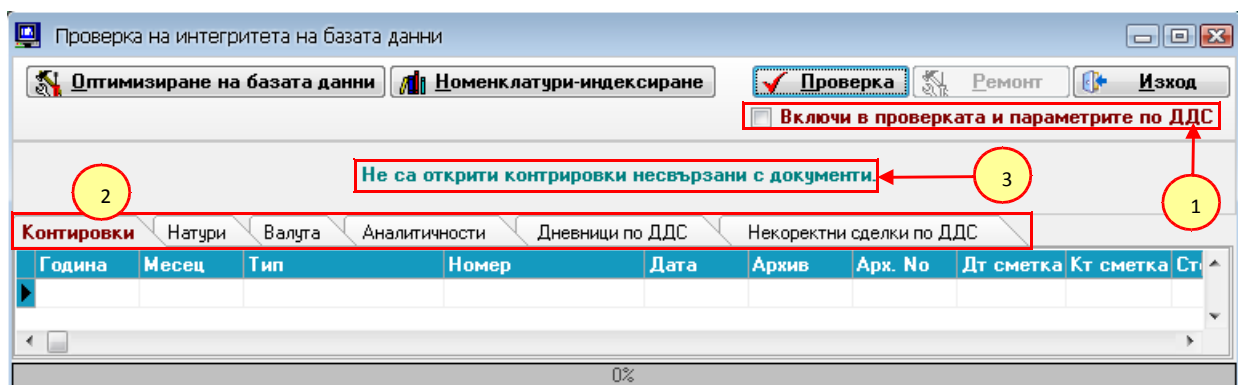 Проверка на интегритета на базата данни
Оптимизиране на базата данни Номенклатури-индексиране Проверка Ремонт Изход
Включи в проверката и параметрите по ДДС
Не са открити контрировки несвързани с документи.
3
2
1
Контировки Натури Валута Аналитичности Дневници по ДДС Некоректни сделки по ДДС
Година Месец Тип Номер Дата Архив Арх. No Дт сметка Кт сметка
0%